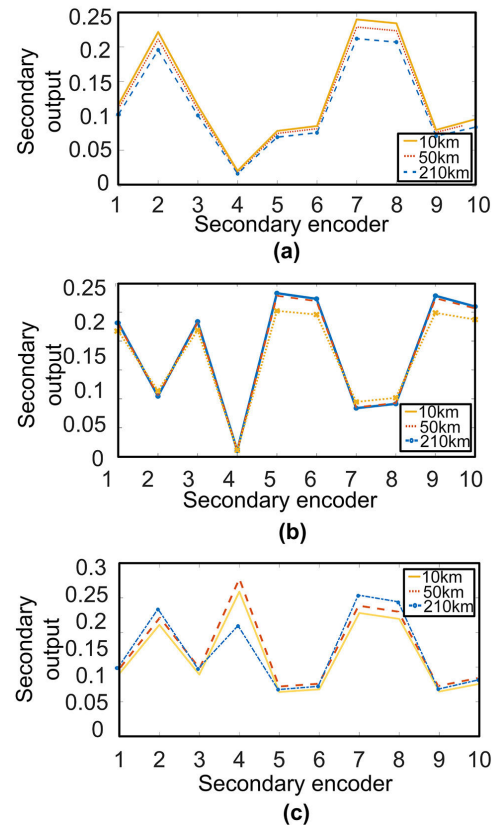 0.25
0.2
0.15
0.1
0.05
0
Secondary
output
10km
50km
210km
1 2 3 4 5 6 7 8 9 10
Secondary encoder
(a)
0.25
0.2
0.15
0.1
0.05
0
Secondary
output
10km
50km
210km
1 2 3 4 5 6 7 8 9 10
Secondary encoder
(b)
0.3
0.25
0.15
0.1
0.05
0
Secondary
output
10km
50km
210km
1 2 3 4 5 6 7 8 9 10
Secondary encoder
(c)